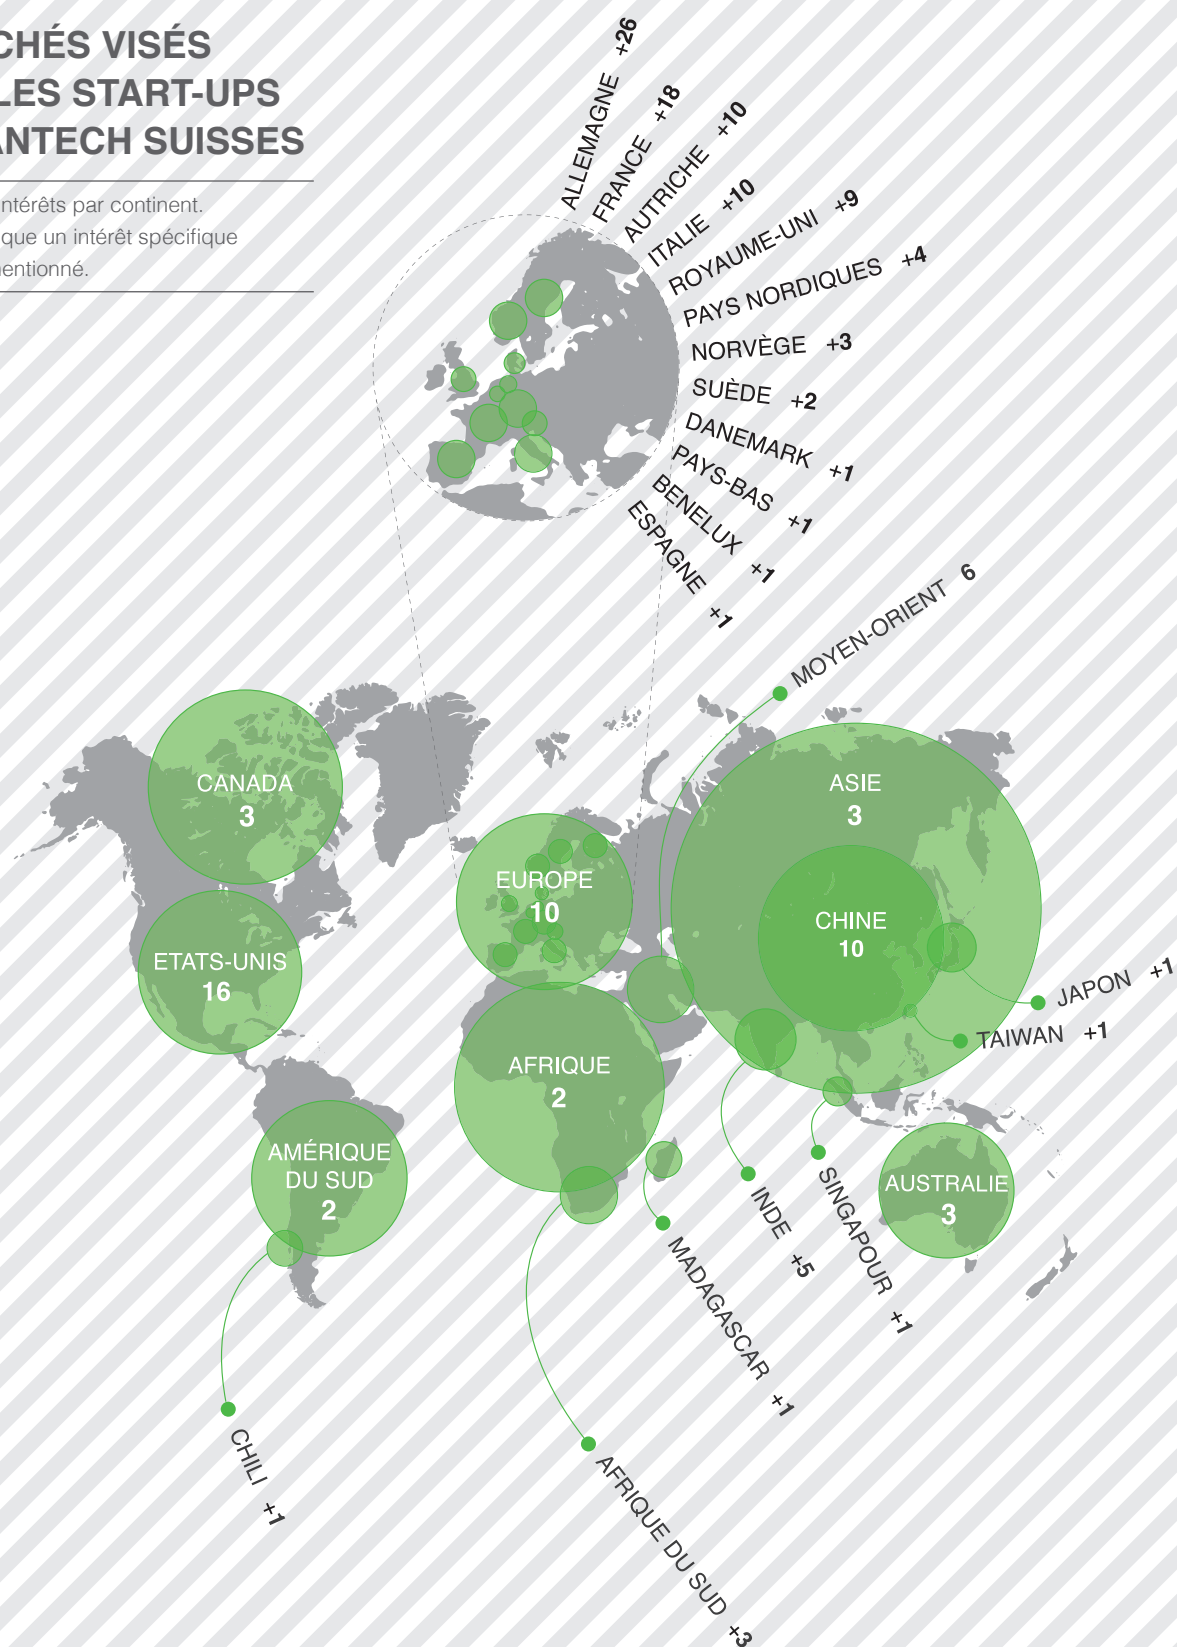 CHÉS VISÉS
LES START-UPS
ANTECH SUISSES
ntérêts par continent.
que un intérêt spécifique
nentionné.
ALLEMAGNE +26
FRANCE +18
AUTRICHE +10
ITALIE +10
ROYAUME-UNI +9
PAYS NORDIQUES +4
NORVÈGE +3
SUÈDE +2
DANEMARK +1
PAYS-BAS +1
BENELUX +1
ESPAGNE +1
MOYEN-ORIENT 6
CANADA
3
ASIE
3
EUROPE
10
CHINE
10
ETATS-UNIS
16
JAPON +1
TAIWAN +1
AFRIQUE
2
AMÉRIQUE
DU SUD
2
AUSTRALIE
3
INDE +5
SINGAPOUR +1
MADAGASCAR +1
CHILI +1
AFRIQUE DU SUD +3